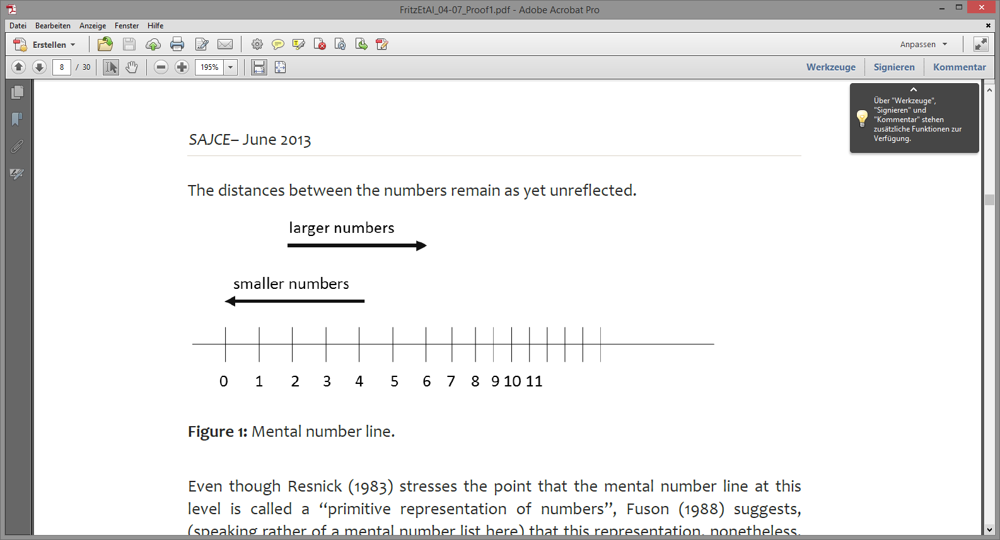 FritzEtAl_04-07_Proof1.pdf - Adobe Acrobat Pro
Datei Bearbeiten Anzeige Fenster Hilfe
Erstellen Anpassen
8 / 30 195% Werkzeuge Signieren Kommentar
Über "Werkzeuge",
"Signieren" und
"Kommentar" stehen
zusätzliche Funktionen zur
Verfügung.
SAJCE– June 2013
The distances between the numbers remain as yet unreflected.
larger numbers
smaller numbers
0 1 2 3 4 5 6 7 8 9 10 11
Figure 1: Mental number line.
Even though Resnick (1983) stresses the point that the mental number line at this
level is called a “primitive representation of numbers”, Fuson (1988) suggests,
(speaking rather of a mental number list here) that this representation, nonetheless,